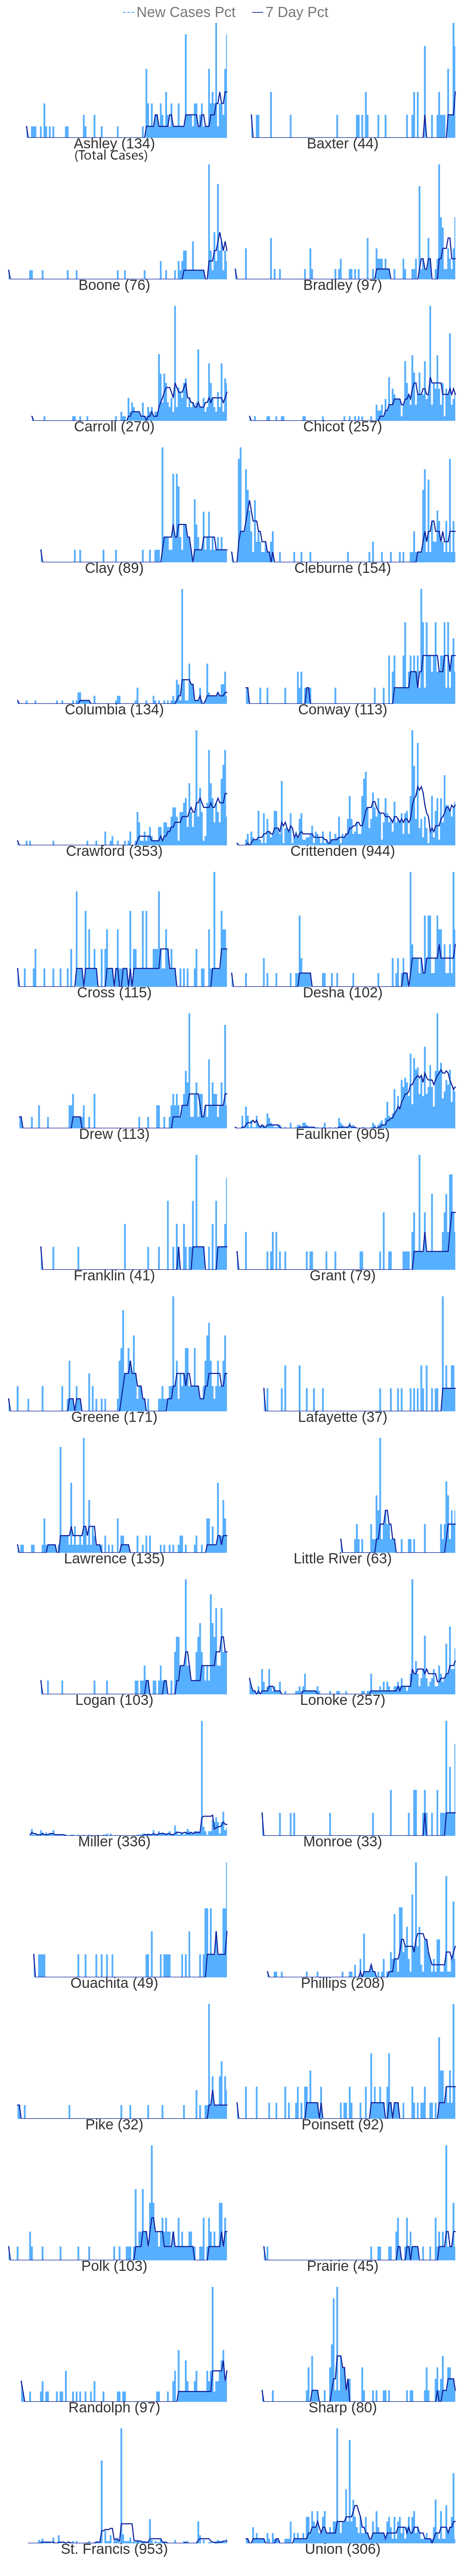 New Cases Pct 7 Day Pct
Ashley (134) Baxter (44)
(Total Cases)
Boone (76) Bradley (97)
Carroll (270) Chicot (257)
Clay (89) Cleburne (154)
Columbia (134) Conway (113)
Crawford (353) Crittenden (944)
Cross (115) Desha (102)
Drew (113) Faulkner (905)
Franklin (41) Grant (79)
Greene (171) Lafayette (37)
Lawrence (135) Little River (63)
Logan (103) Lonoke (257)
Miller (336) Monroe (33)
Ouachita (49) Phillips (208)
Pike (32) Poinsett (92)
Polk (103) Prairie (45)
Randolph (97) Sharp (80)
St. Francis (953) Union (306)